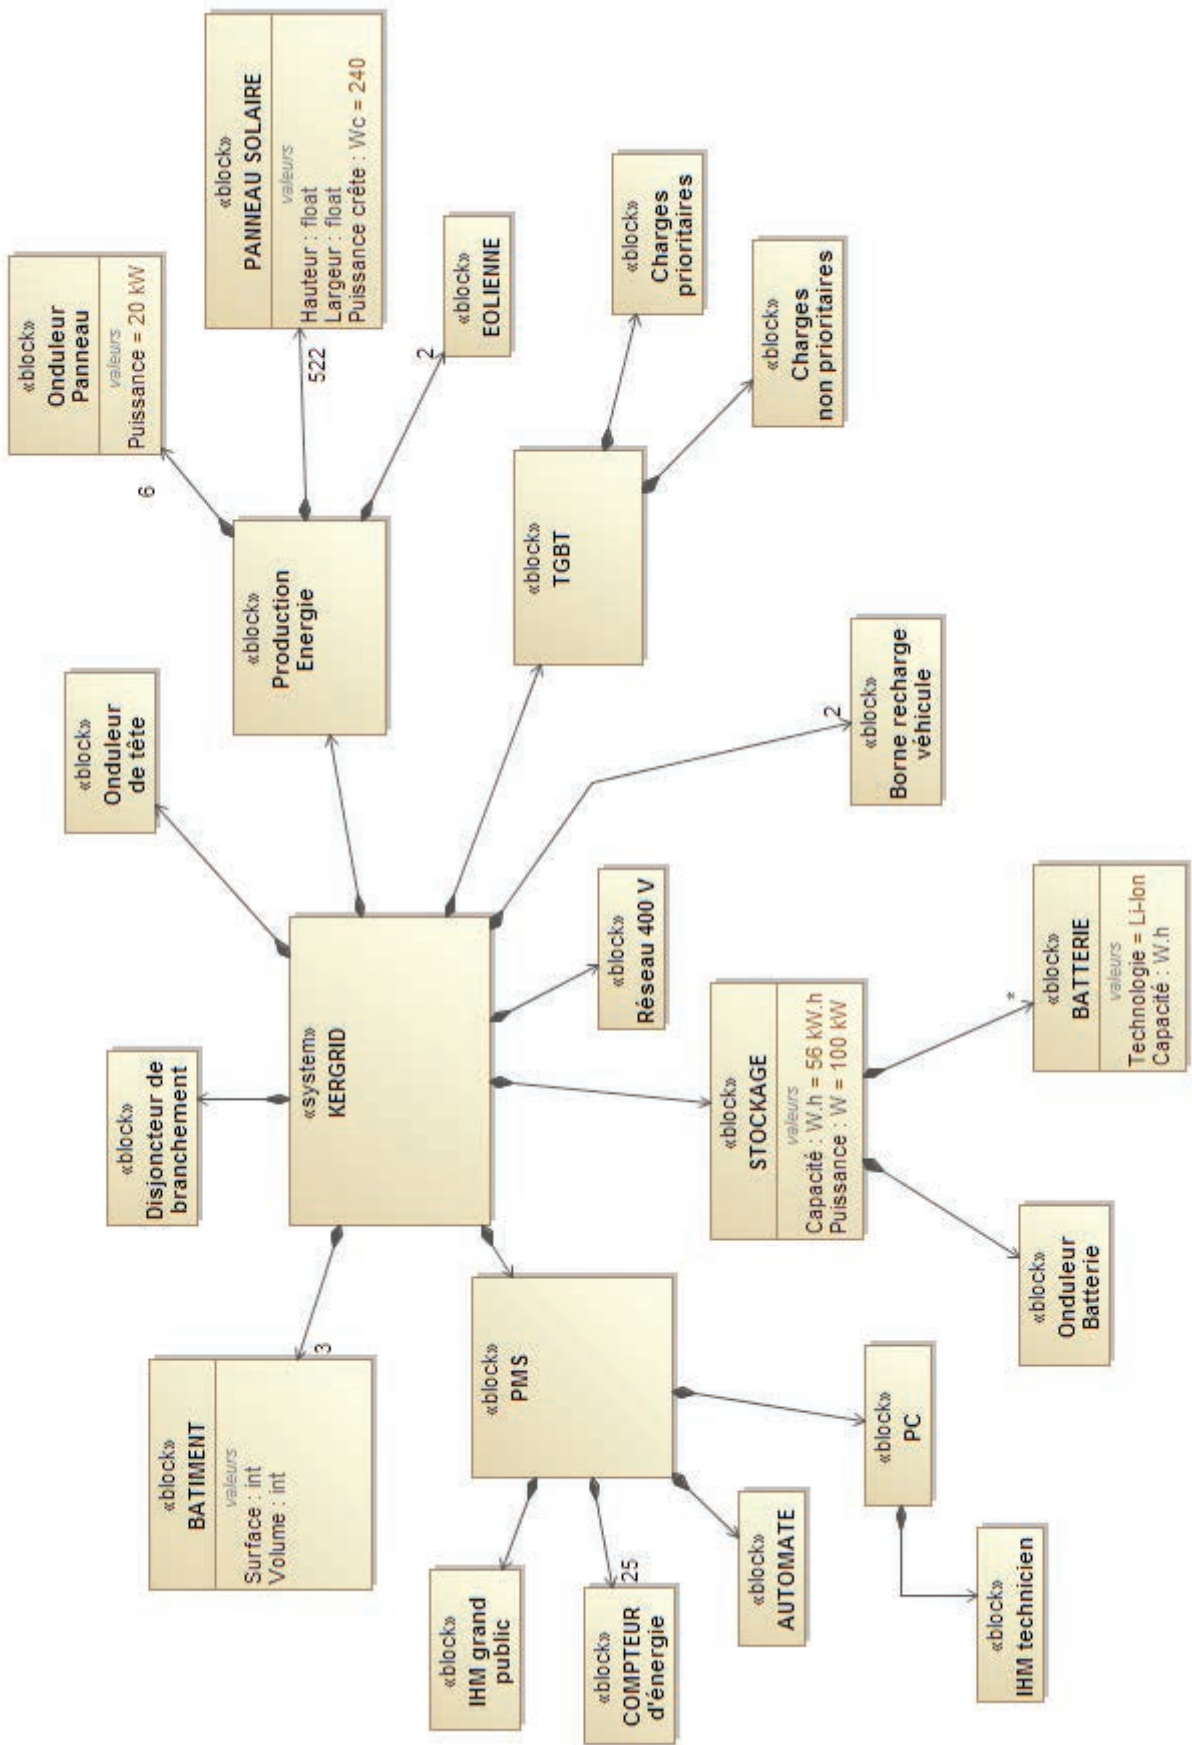 «block»
Onduleur
Panneau
valeurs
Puissance = 20 kW
«block»
PANNEAU SOLAIRE
valeurs
Hauteur : float
Largeur : float
Puissance crête : Wc = 240
«block»
EOLIENNE
6
522
2
«block»
Production
Energie
«block»
Onduleur
de tête
«block»
Charges
prioritaires
«block»
Charges
non prioritaires
«block»
TGBT
«block»
Borne recharge
véhicule
2
«block»
Disjoncteur de
branchement
«system»
KERGRID
«block»
Réseau 400 V
«block»
STOCKAGE
valeurs
Capacité : W.h = 56 kW.h
Puissance : W = 100 kW
*
«block»
BATTERIE
valeurs
Technologie = Li-Ion
Capacité : W.h
«block»
Onduleur
Batterie
«block»
BATIMENT
valeurs
Surface : int
Volume : int
3
«block»
PMS
«block»
IHM grand
public
«block»
COMPTEUR
d'énergie
25
«block»
AUTOMATE
«block»
PC
«block»
IHM technicien